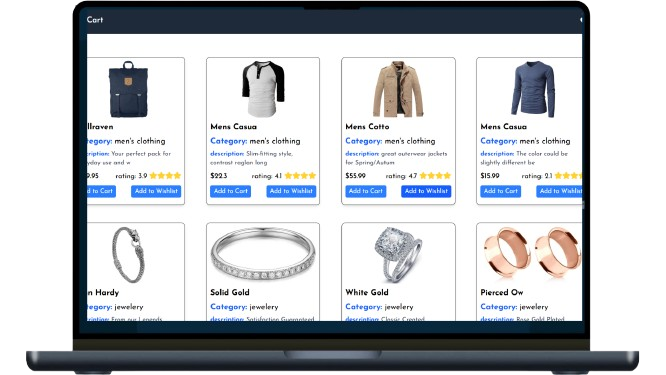 Cart
llraven Mens Casua Mens Cotto Mens Casua
tegory: men's clothing Category: men's clothing Category: men's clothing Category: men's clothing
cription: Your perfect pack for description: Slim-fitting style, description: great outerwear jackets description: The color could be
yday use and w contrast raglan long for Spring/Autum slightly different be
9.95 rating: 3.9 $22.3 rating: 4.1 $55.99 rating: 4.7 $15.99 rating: 2.1
dd to Cart Add to Wishlist Add to Cart Add to Wishlist Add to Cart Add to Wishlist Add to Cart Add to Wishlist
n Hardy Solid Gold White Gold Pierced Ow
tegory: jewelery Category: jewelery Category: jewelery Category: jewelery
cription: From our Legends description: Satisfaction Guaranteed. description: Classic Created description: Rose Gold Plated